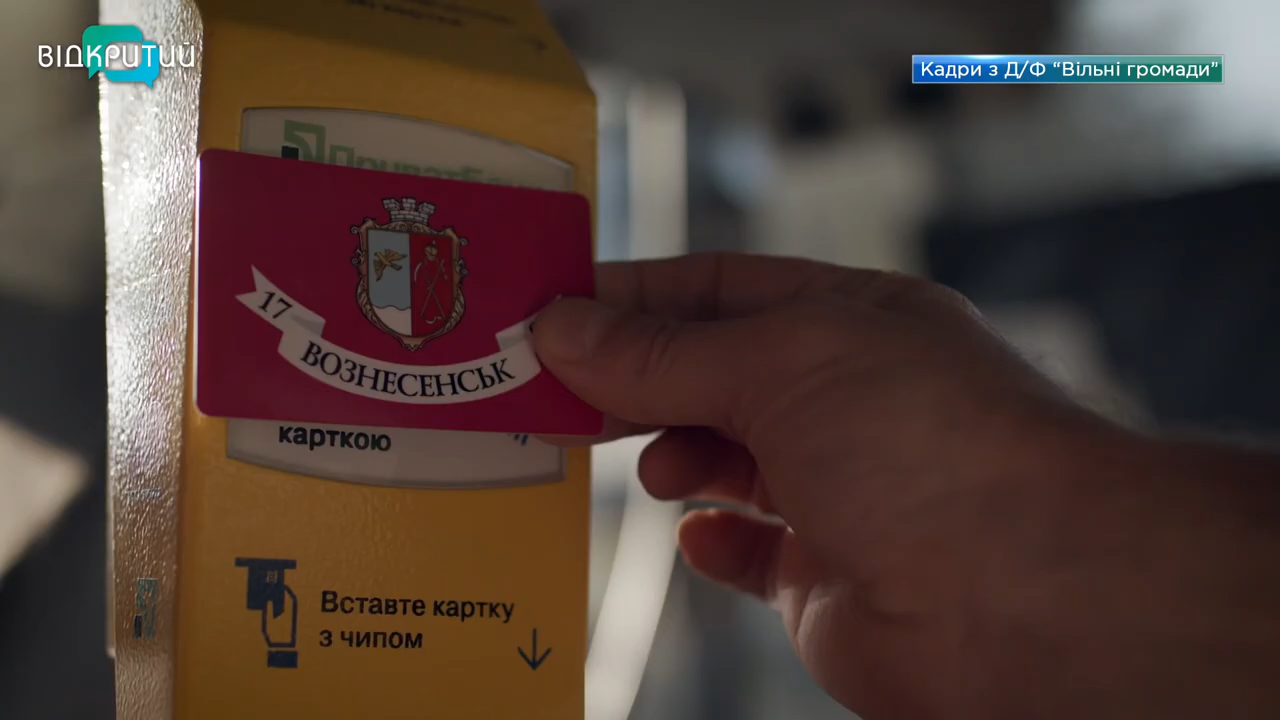 ВІДКРИТИЙ
Кадри з Д/Ф “Вільні громади”
17
ВОЗНЕСЕНСЬК
карткою
Вставте картку
з чипом